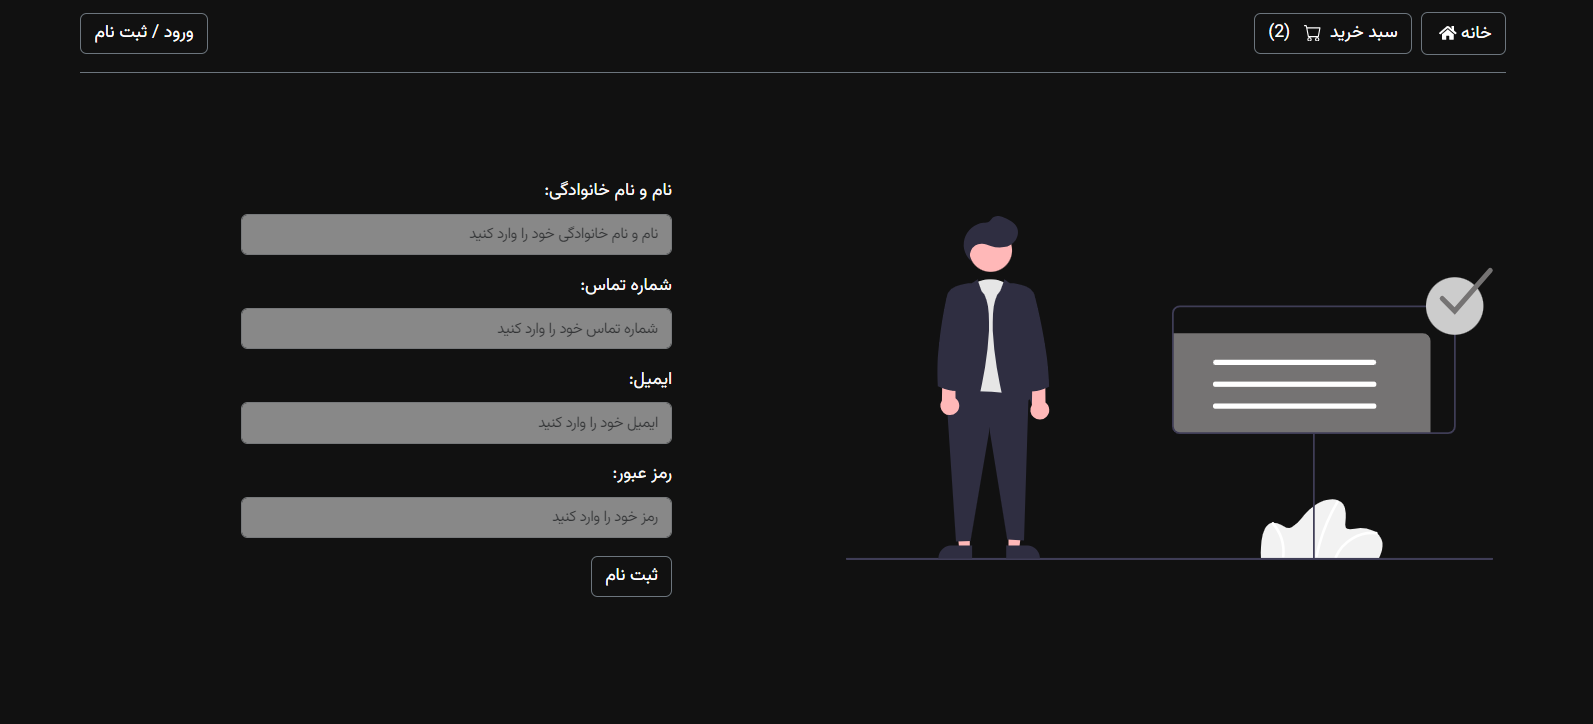 خانه
سبد خرید (2)
ورود / ثبت نام
نام و نام خانوادگی:
نام و نام خانوادگی خود را وارد کنید
شماره تماس:
شماره تماس خود را وارد کنید
ایمیل:
ایمیل خود را وارد کنید
رمز عبور:
رمز خود را وارد کنید
ثبت نام